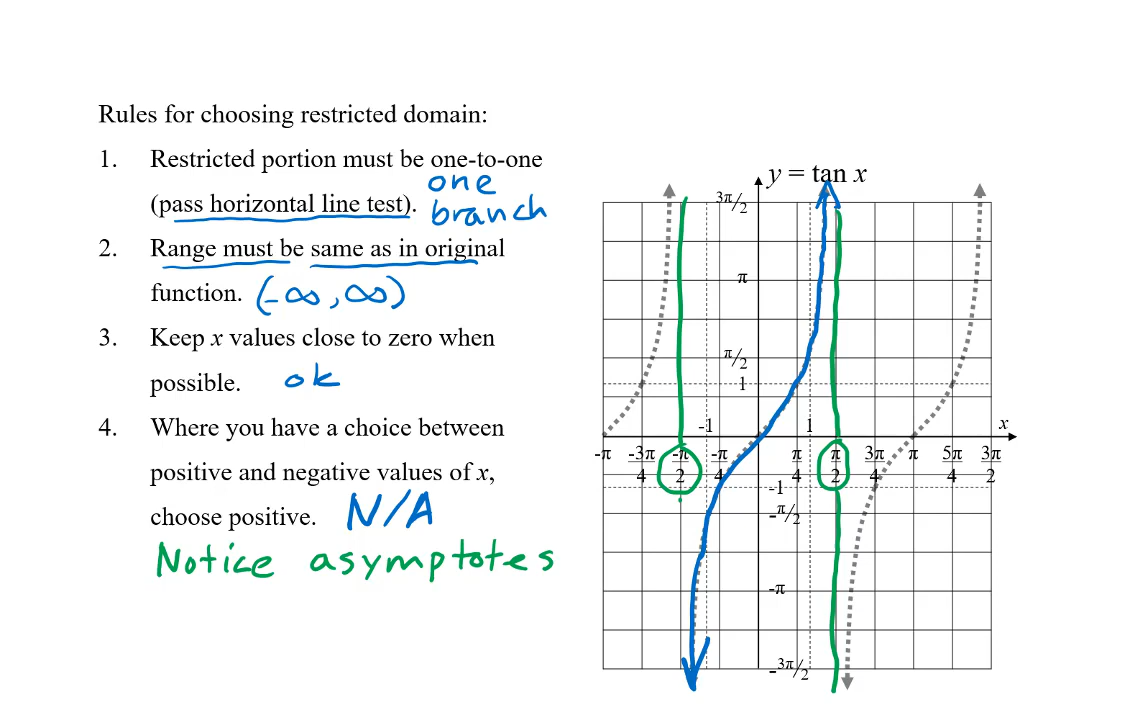 Rules for choosing restricted domain:
1. Restricted portion must be one-to-one
(pass horizontal line test). one branch
2. Range must be same as in original
function. (-∞, ∞)
3. Keep x values close to zero when
possible. ok
4. Where you have a choice between
positive and negative values of x,
choose positive. N/A
Notice asymptotes
y = tan x
3π/2
π
π/2
1
-1 1 x
-π -3π/4 -π/2 -π/4 π/4 π/2 3π/4 π 5π/4 3π/2
-1
-π/2
-π
-3π/2